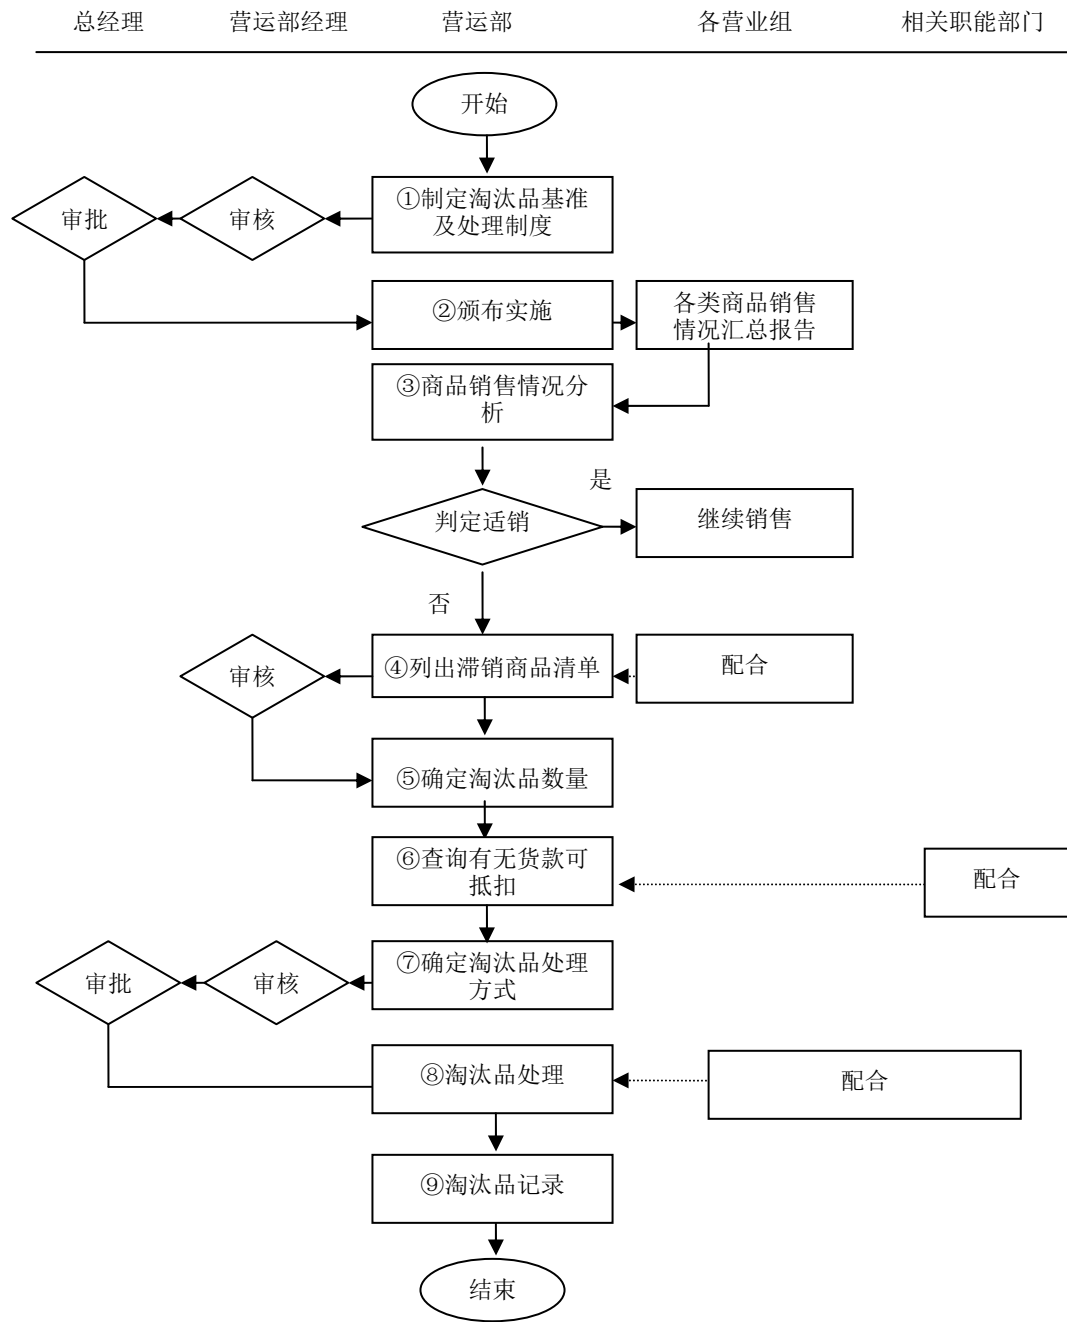 总经理 营运部经理 营运部 各营业组 相关职能部门
开始
①制定淘汰品基准
及处理制度
审批 审核
②颁布实施
各类商品销售
情况汇总报告
③商品销售情况分
析
是
判定适销
继续销售
否
④列出滞销商品清单
配合
审核
⑤确定淘汰品数量
⑥查询有无货款可
抵扣
配合
⑦确定淘汰品处理
方式
审批 审核
⑧淘汰品处理
配合
⑨淘汰品记录
结束